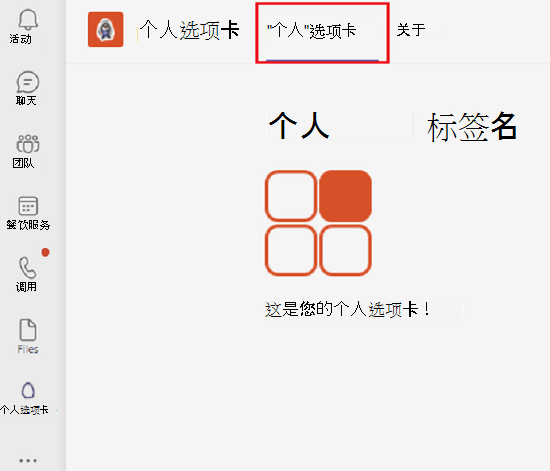 活动
聊天
团队
餐饮服务
调用
Files
个人选项卡
个人选项卡 "个人"选项卡 关于
个人 标签名
这是您的个人选项卡！